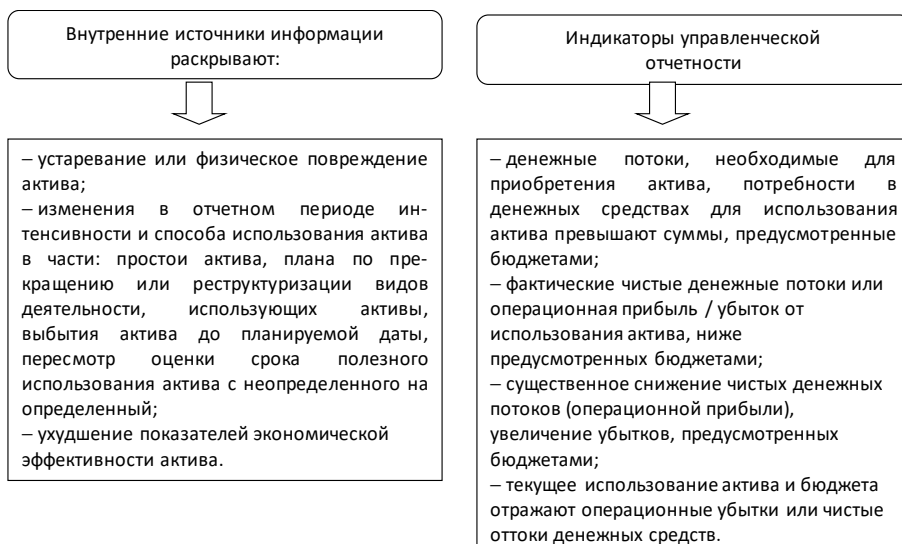 Внутренние источники информации
раскрывают:
– устаревание или физическое повреждение
актива;
– изменения в отчетном периоде ин-
тенсивности и способа использования актива
в части: простои актива, плана по пре-
кращению или реструктуризации видов
деятельности, использующих активы,
выбытия актива до планируемой даты,
пересмотр оценки срока полезного
использования актива с неопределенного на
определенный;
– ухудшение показателей экономической
эффективности актива.
Индикаторы управленческой
отчетности
– денежные потоки, необходимые для
приобретения актива, потребности в
денежных средствах для использования
актива превышают суммы, предусмотренные
бюджетами;
– фактические чистые денежные потоки или
операционная прибыль / убыток от
использования актива, ниже
предусмотренных бюджетами;
– существенное снижение чистых денежных
потоков (операционной прибыли),
увеличение убытков, предусмотренных
бюджетами;
– текущее использование актива и бюджета
отражают операционные убытки или чистые
оттоки денежных средств.